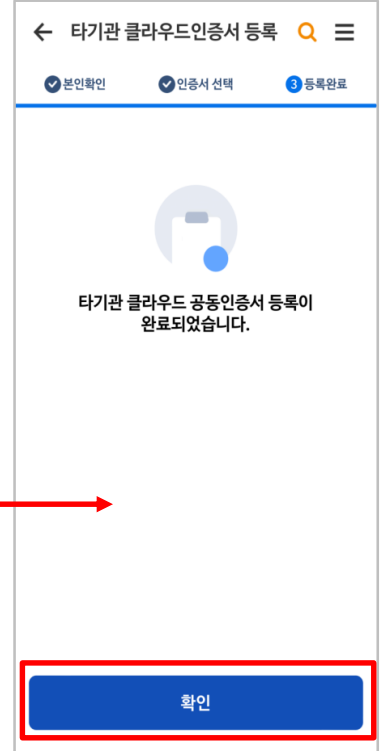 타기관 클라우드인증서 등록
본인확인 인증서 선택 3 등록완료
타기관 클라우드 공동인증서 등록이
완료되었습니다.
확인